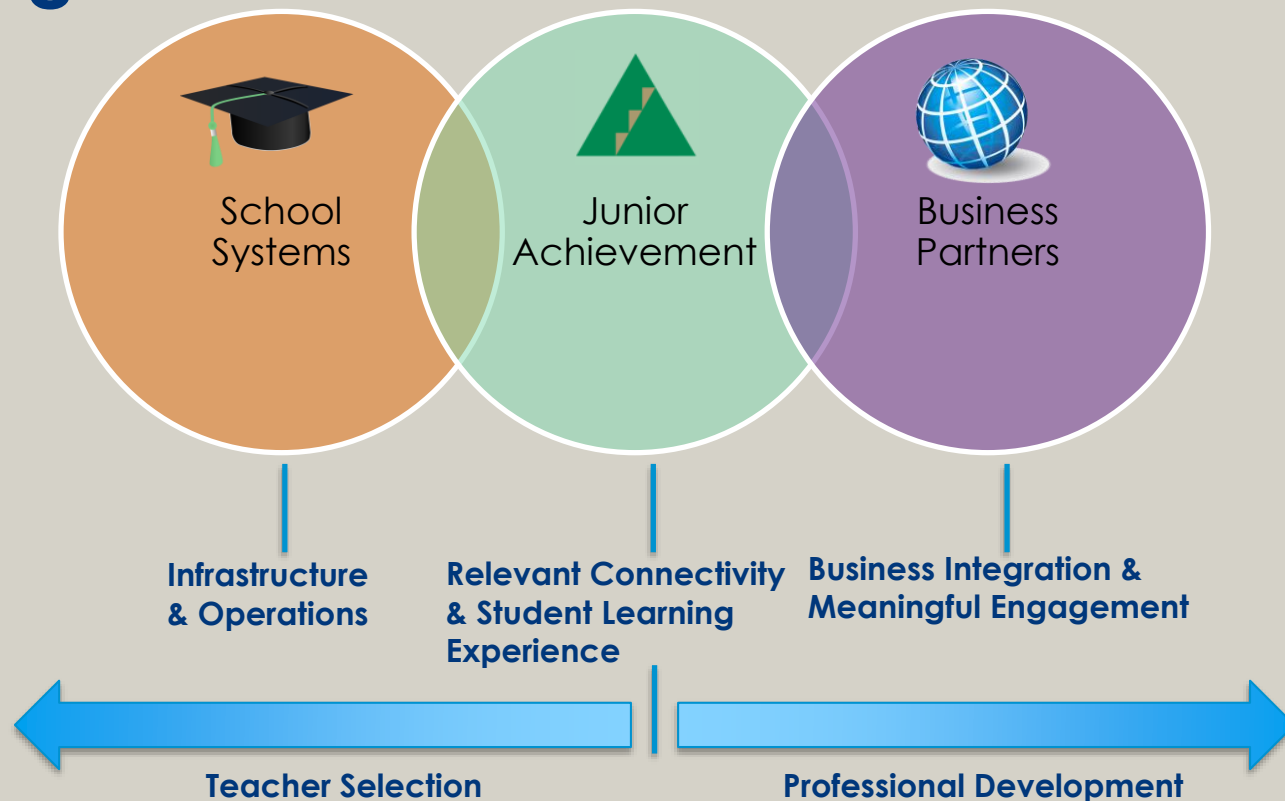 School
Systems
Junior
Achievement
Business
Partners
Infrastructure
& Operations
Relevant Connectivity
& Student Learning
Experience
Business Integration &
Meaningful Engagement
Teacher Selection
Professional Development